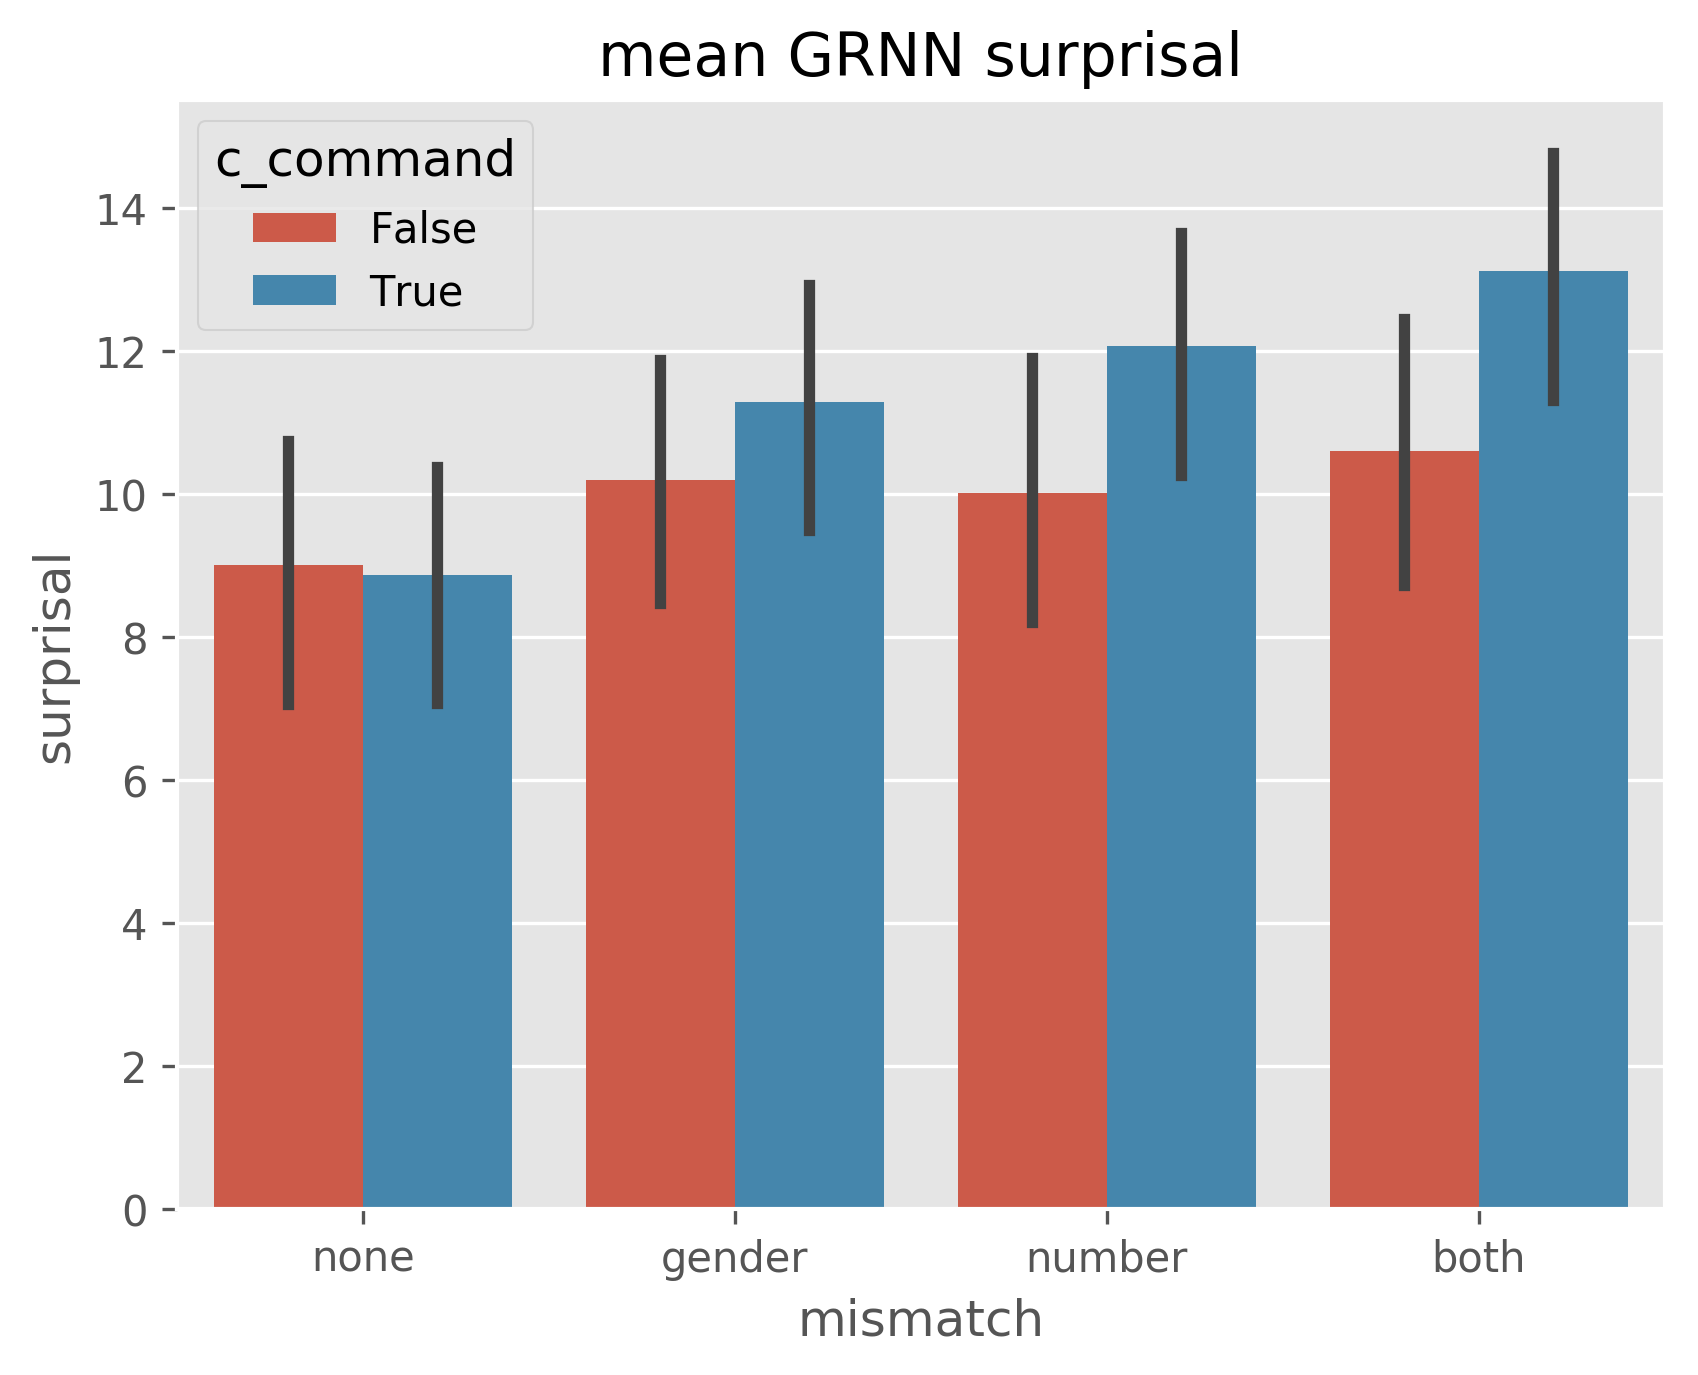 mean GRNN surprisal
c_command
False
True
surprisal
14
12
10
8
6
4
2
0
none gender number both
mismatch